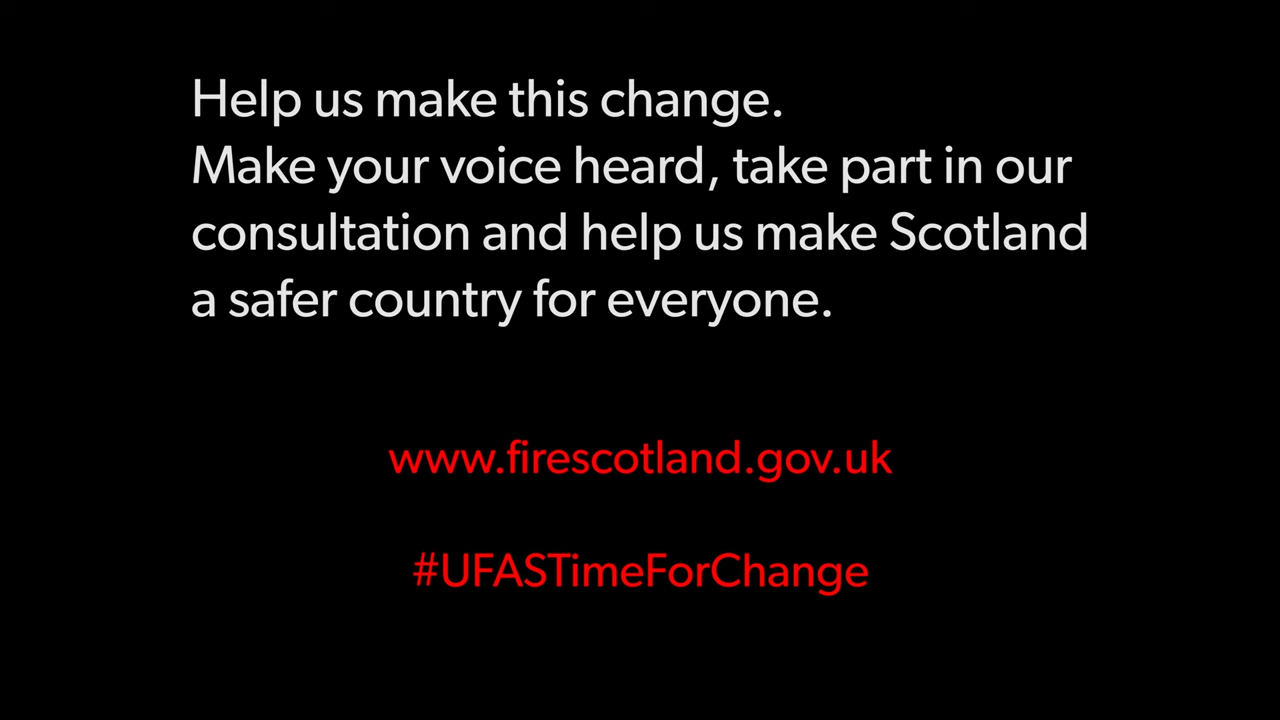 Help us make this change.
Make your voice heard, take part in our
consultation and help us make Scotland
a safer country for everyone.
www.firescotland.gov.uk
#UFASTimeForChange